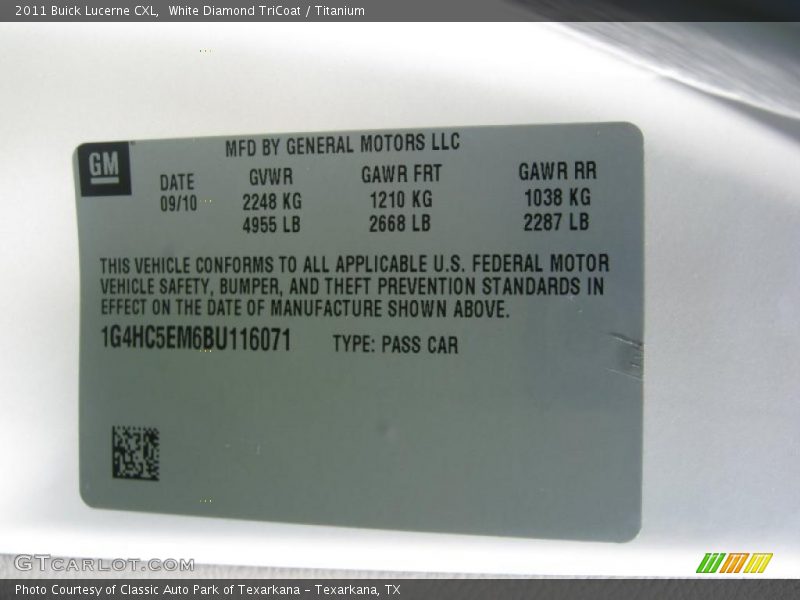 2011 Buick Lucerne CXL, White Diamond TriCoat / Titanium
GM
MFD BY GENERAL MOTORS LLC
DATE GVWR GAWR FRT GAWR RR
09/10 2248 KG 1210 KG 1038 KG
4955 LB 2668 LB 2287 LB
THIS VEHICLE CONFORMS TO ALL APPLICABLE U.S. FEDERAL MOTOR
VEHICLE SAFETY, BUMPER, AND THEFT PREVENTION STANDARDS IN
EFFECT ON THE DATE OF MANUFACTURE SHOWN ABOVE.
1G4HC5EM6BU116071 TYPE: PASS CAR
GTCARLOT.COM
Photo Courtesy of Classic Auto Park of Texarkana - Texarkana, TX